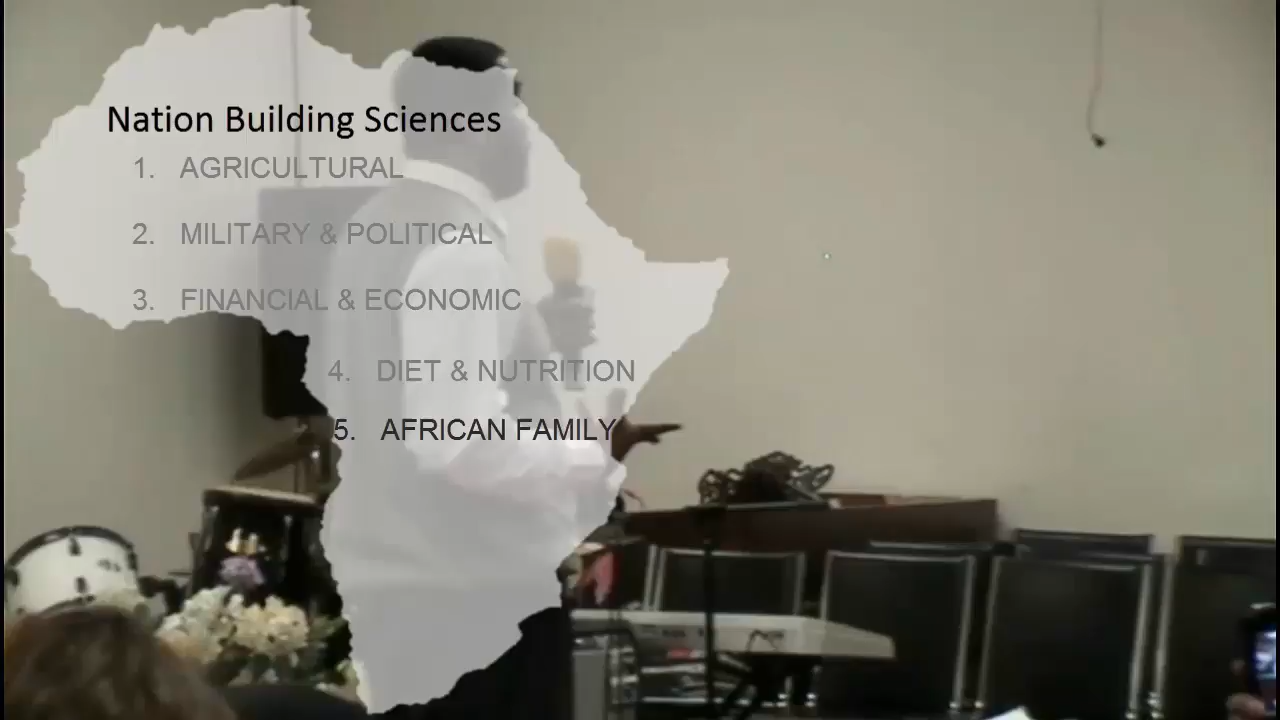 Nation Building Sciences
1. AGRICULTURAL
2. MILITARY & POLITICAL
3. FINANCIAL & ECONOMIC
4. DIET & NUTRITION
5. AFRICAN FAMILY